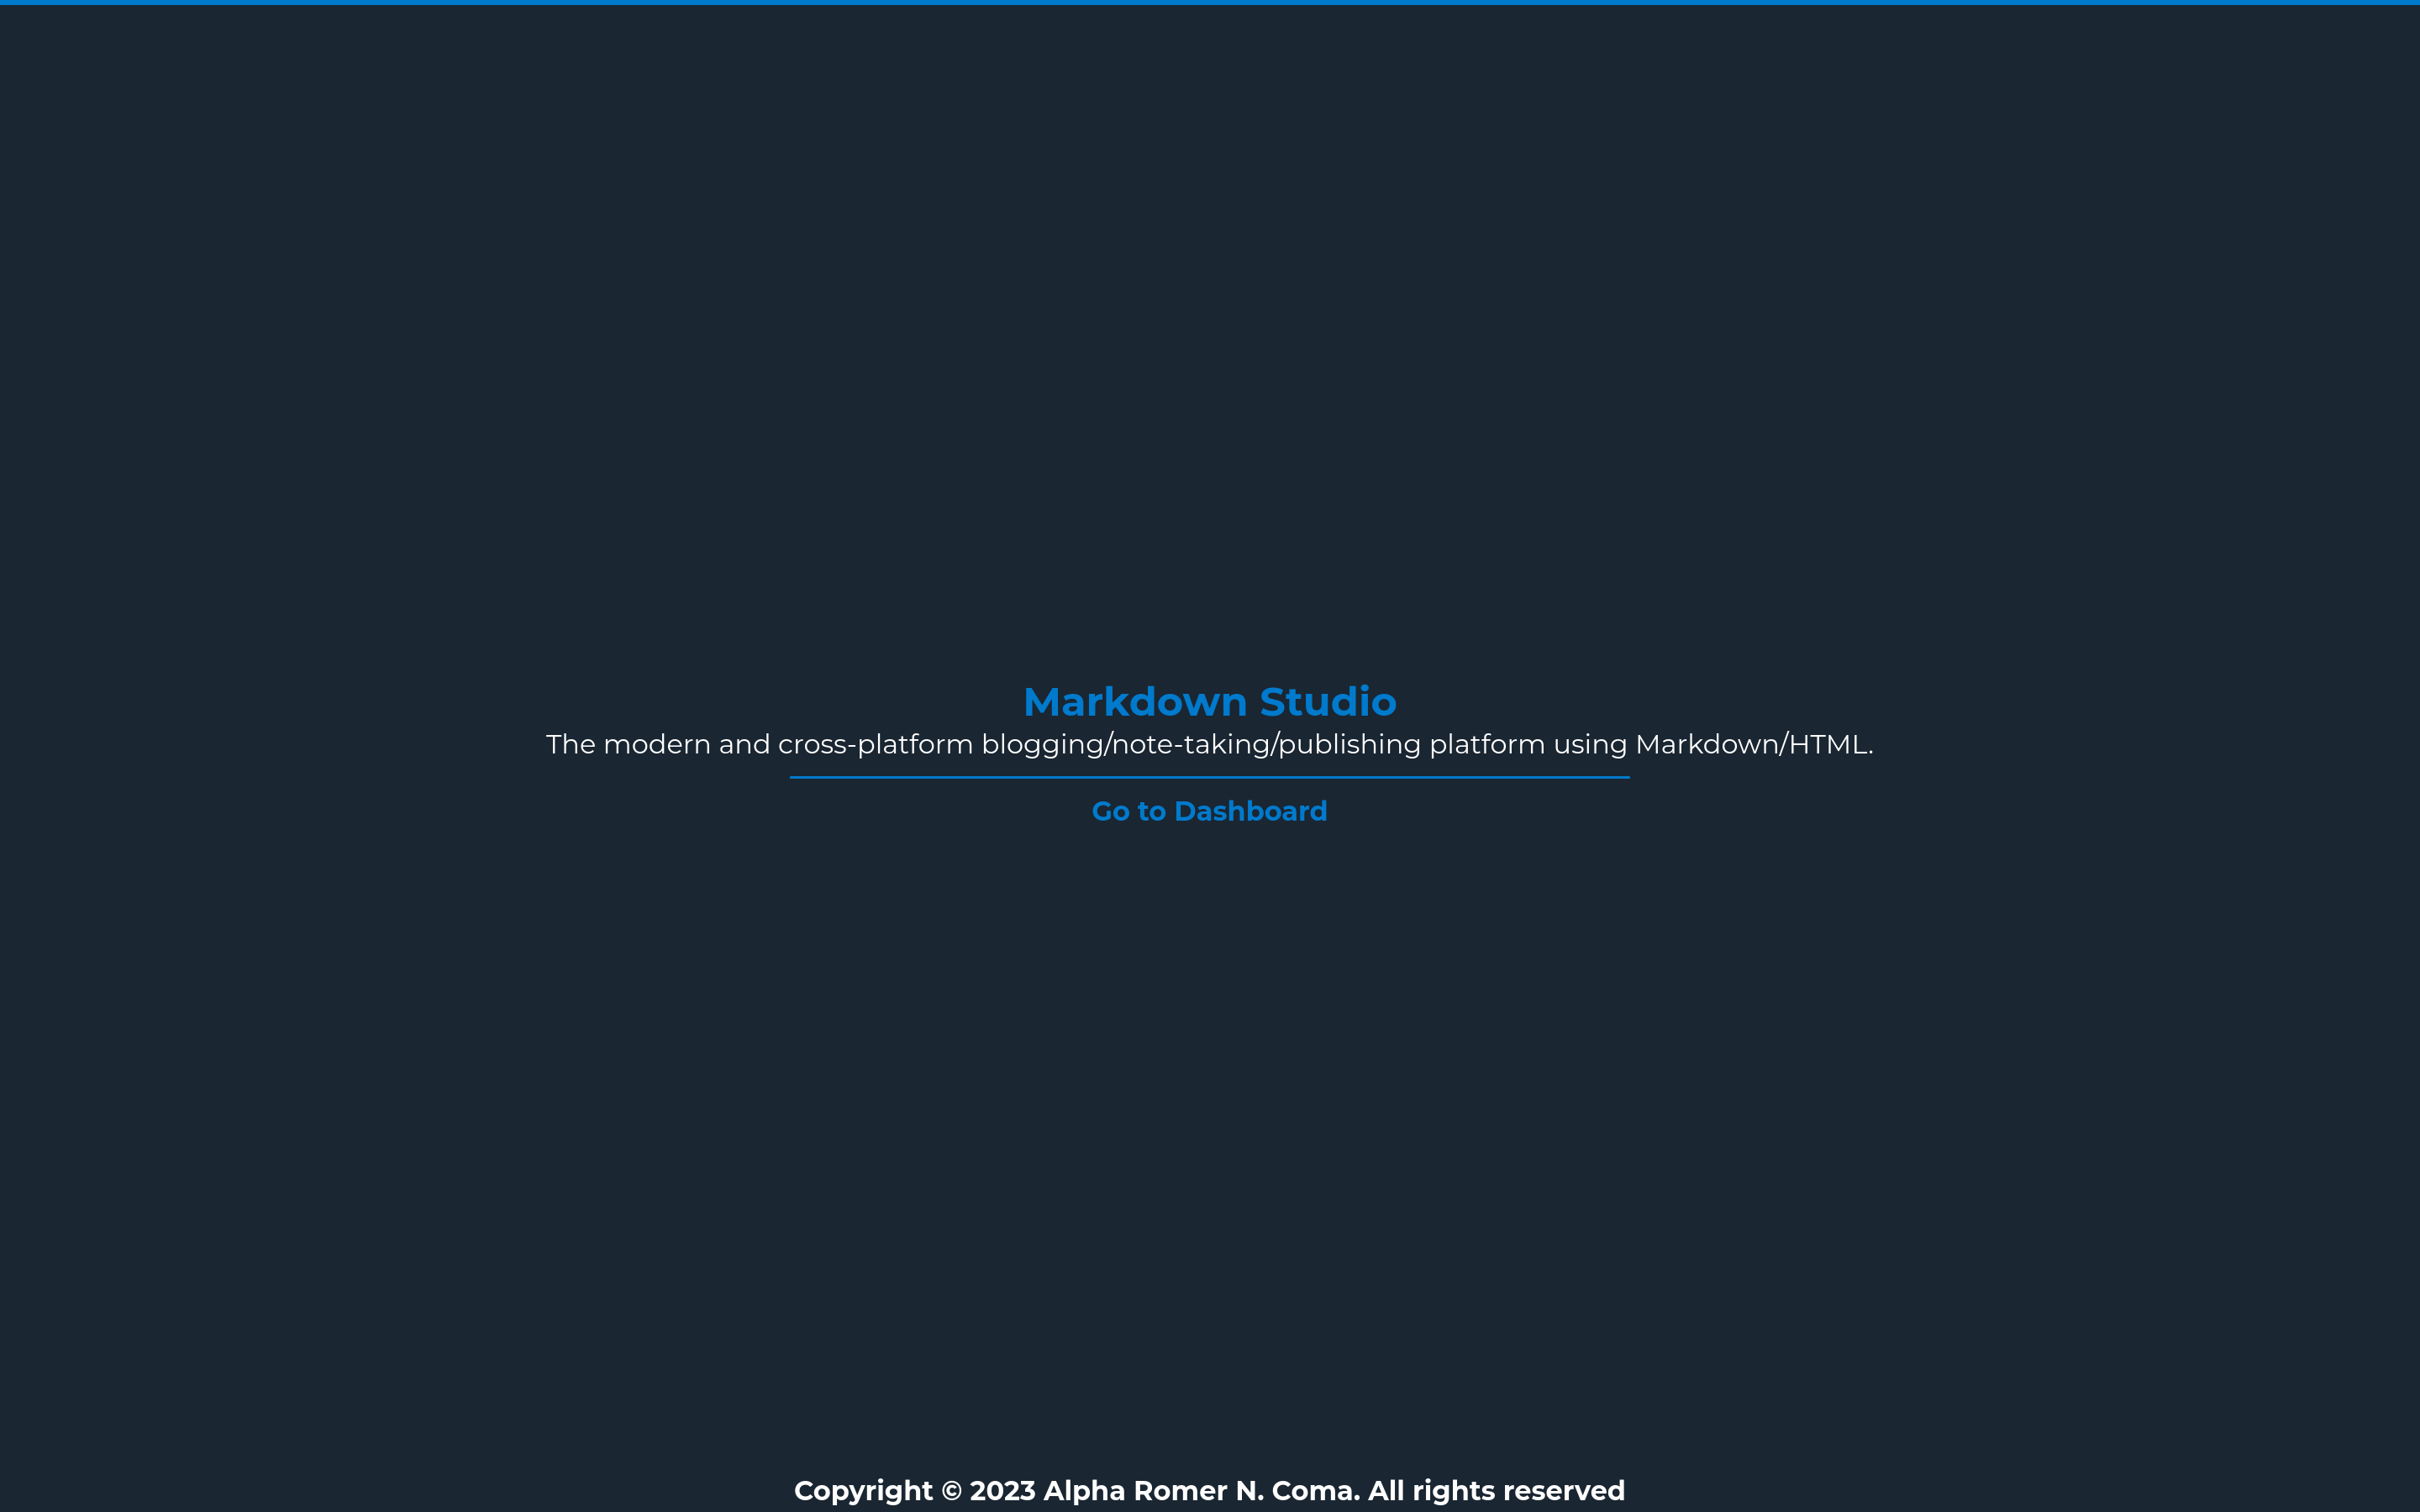 Markdown Studio
The modern and cross-platform blogging/note-taking/publishing platform using Markdown/HTML.
Go to Dashboard
Copyright © 2023 Alpha Romer N. Coma. All rights reserved